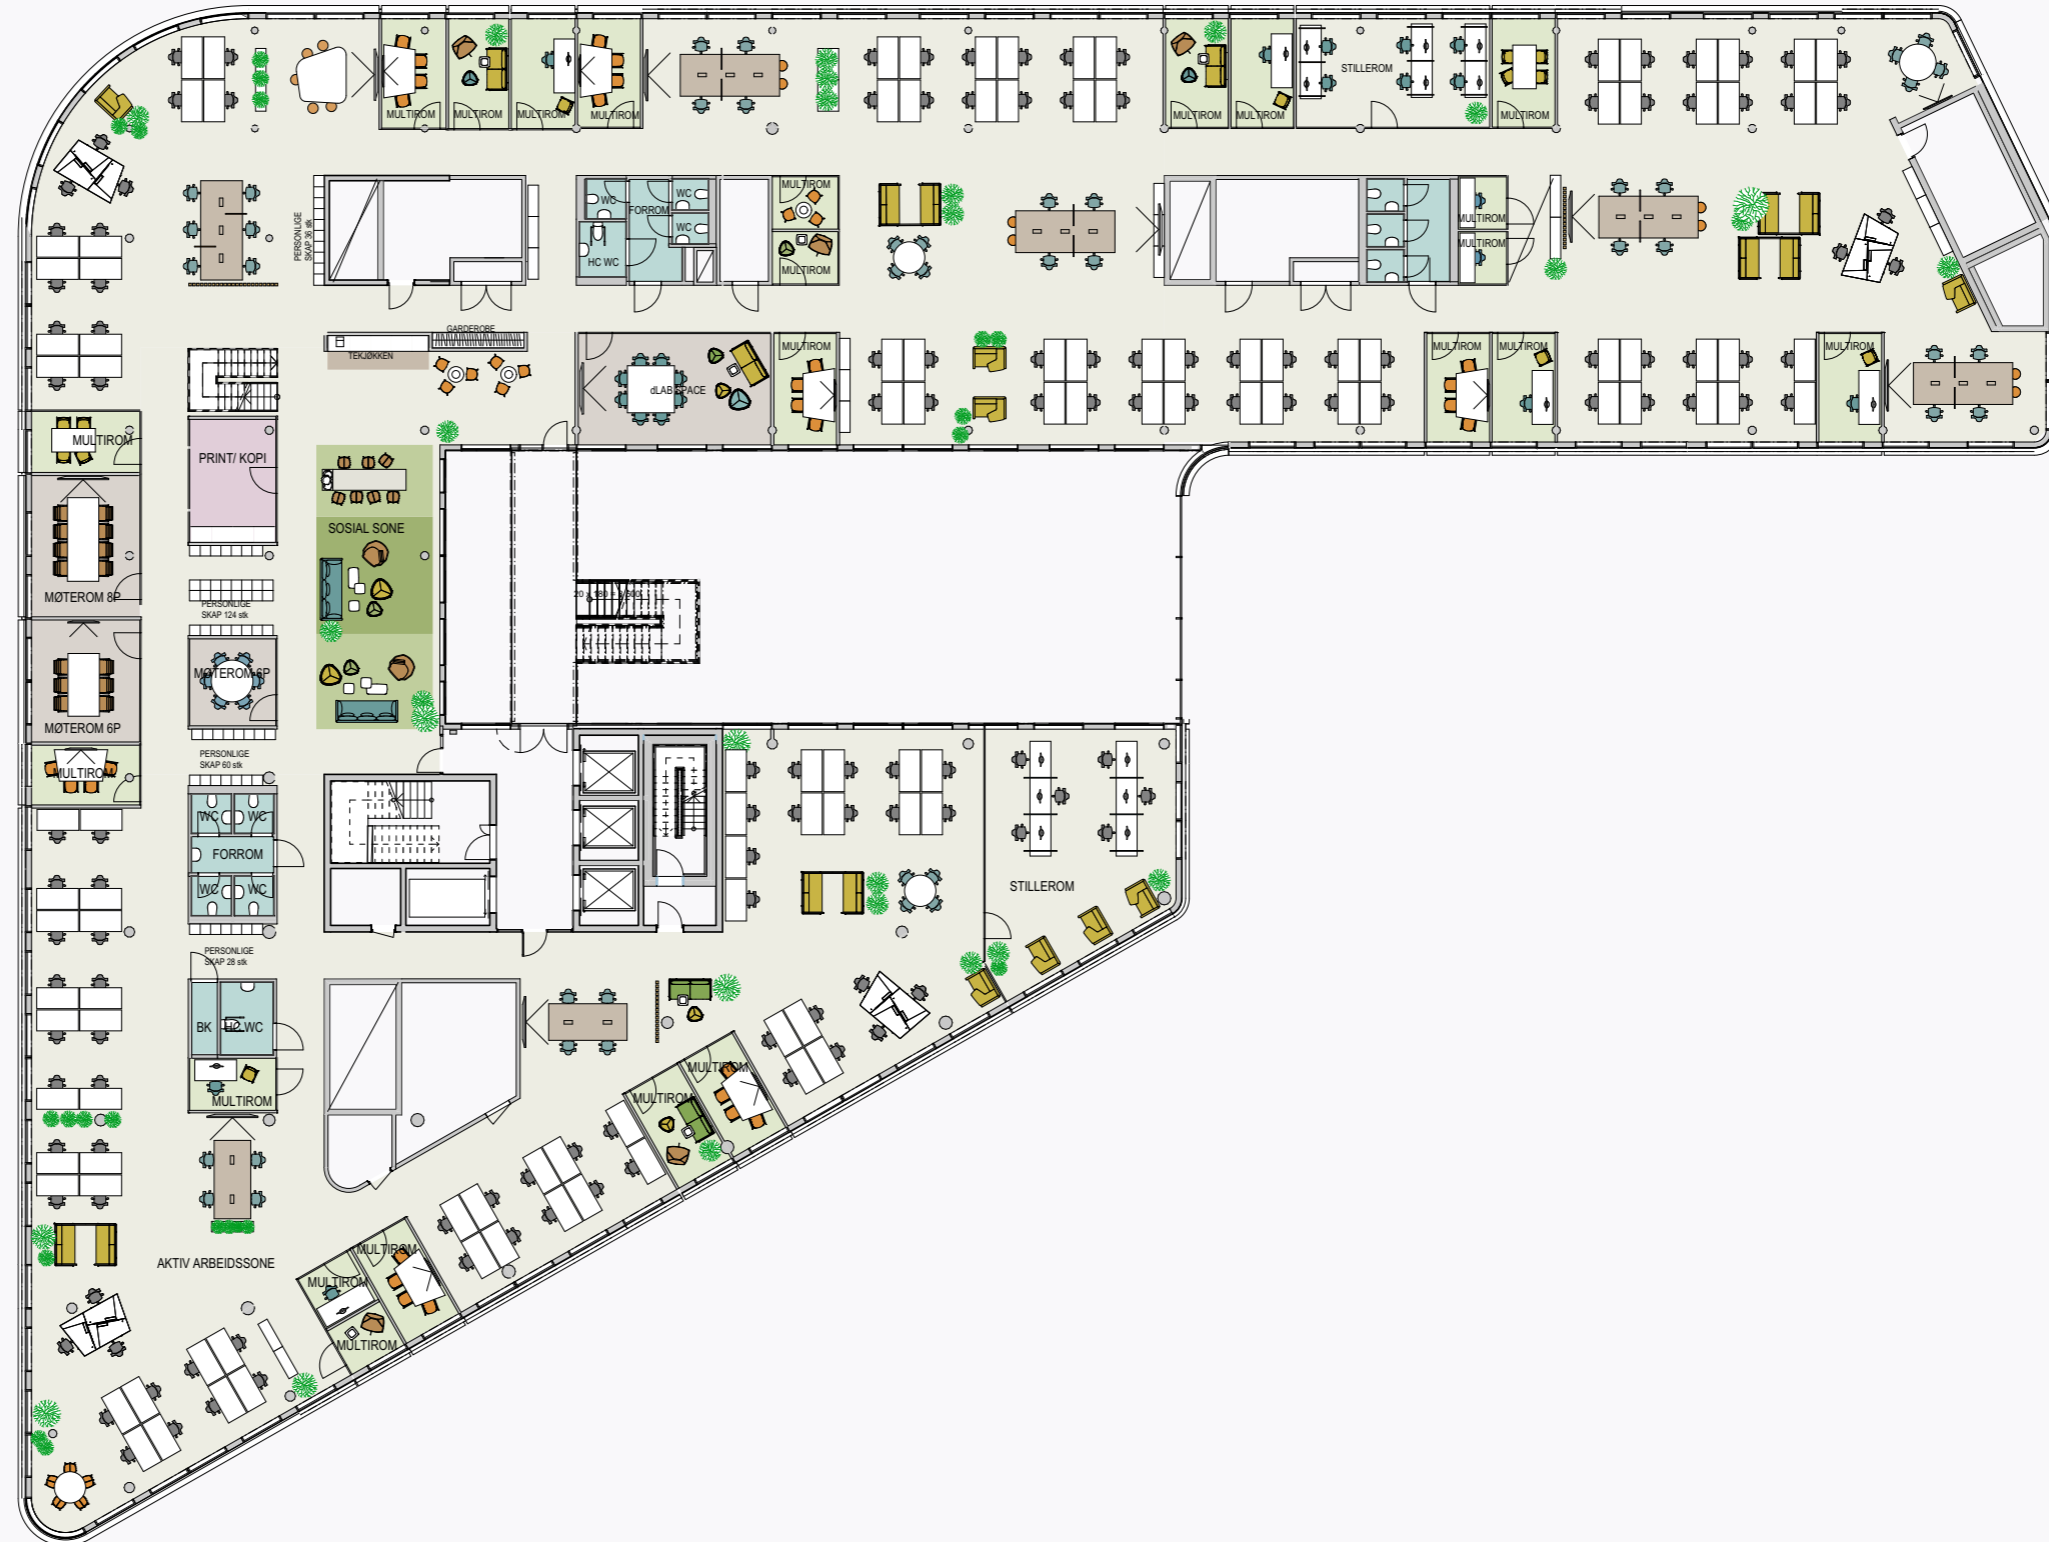 MULTIROM
MULTIROM
MULTIROM
MULTIROM
MULTIROM
MULTIROM
STILLEROM
MULTIROM
PERSONLIGE
SKAP 36 stk
WC
FORROM
WC
WC
HC WC
MULTIROM
MULTIROM
MULTIROM
MULTIROM
GARDEROBE
TEKJØKKEN
dLAB SPACE
MULTIROM
MULTIROM
MULTIROM
MULTIROM
MULTIROM
PRINT/ KOPI
SOSIAL SONE
MØTEROM 8P
PERSONLIGE
SKAP 124 stk
MØTEROM 6P
MØTEROM 6P
PERSONLIGE
SKAP 60 stk
MULTIROM
WC
WC
FORROM
WC
WC
STILLEROM
PERSONLIGE
SKAP 28 stk
BK
HC WC
MULTIROM
MULTIROM
MULTIROM
AKTIV ARBEIDSSONE
MULTIROM
MULTIROM
MULTIROM